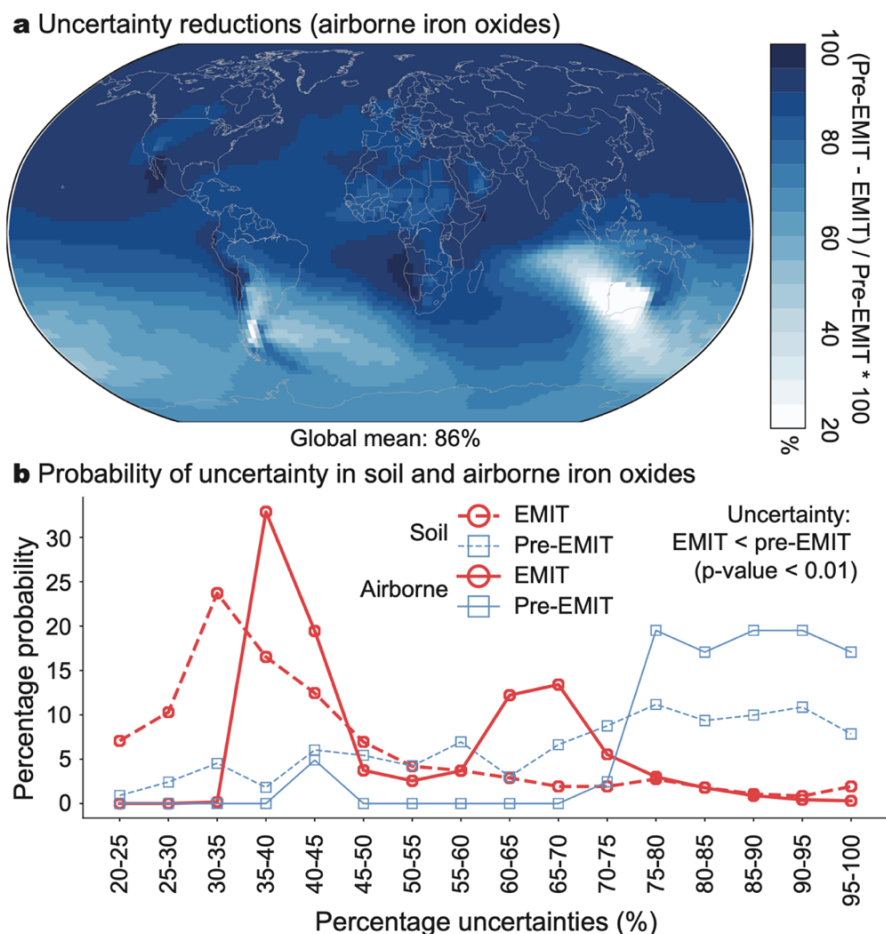 a Uncertainty reductions (airborne iron oxides)
100
80
60
40
20
%
(Pre-EMIT - EMIT) / Pre-EMIT * 100
Global mean: 86%
b Probability of uncertainty in soil and airborne iron oxides
Percentage probability
30
25
20
15
10
5
0
Soil
EMIT
Pre-EMIT
Airborne
EMIT
Pre-EMIT
Uncertainty:
EMIT < pre-EMIT
(p-value < 0.01)
20-25
25-30
30-35
35-40
40-45
45-50
50-55
55-60
60-65
65-70
70-75
75-80
80-85
85-90
90-95
95-100
Percentage uncertainties (%)